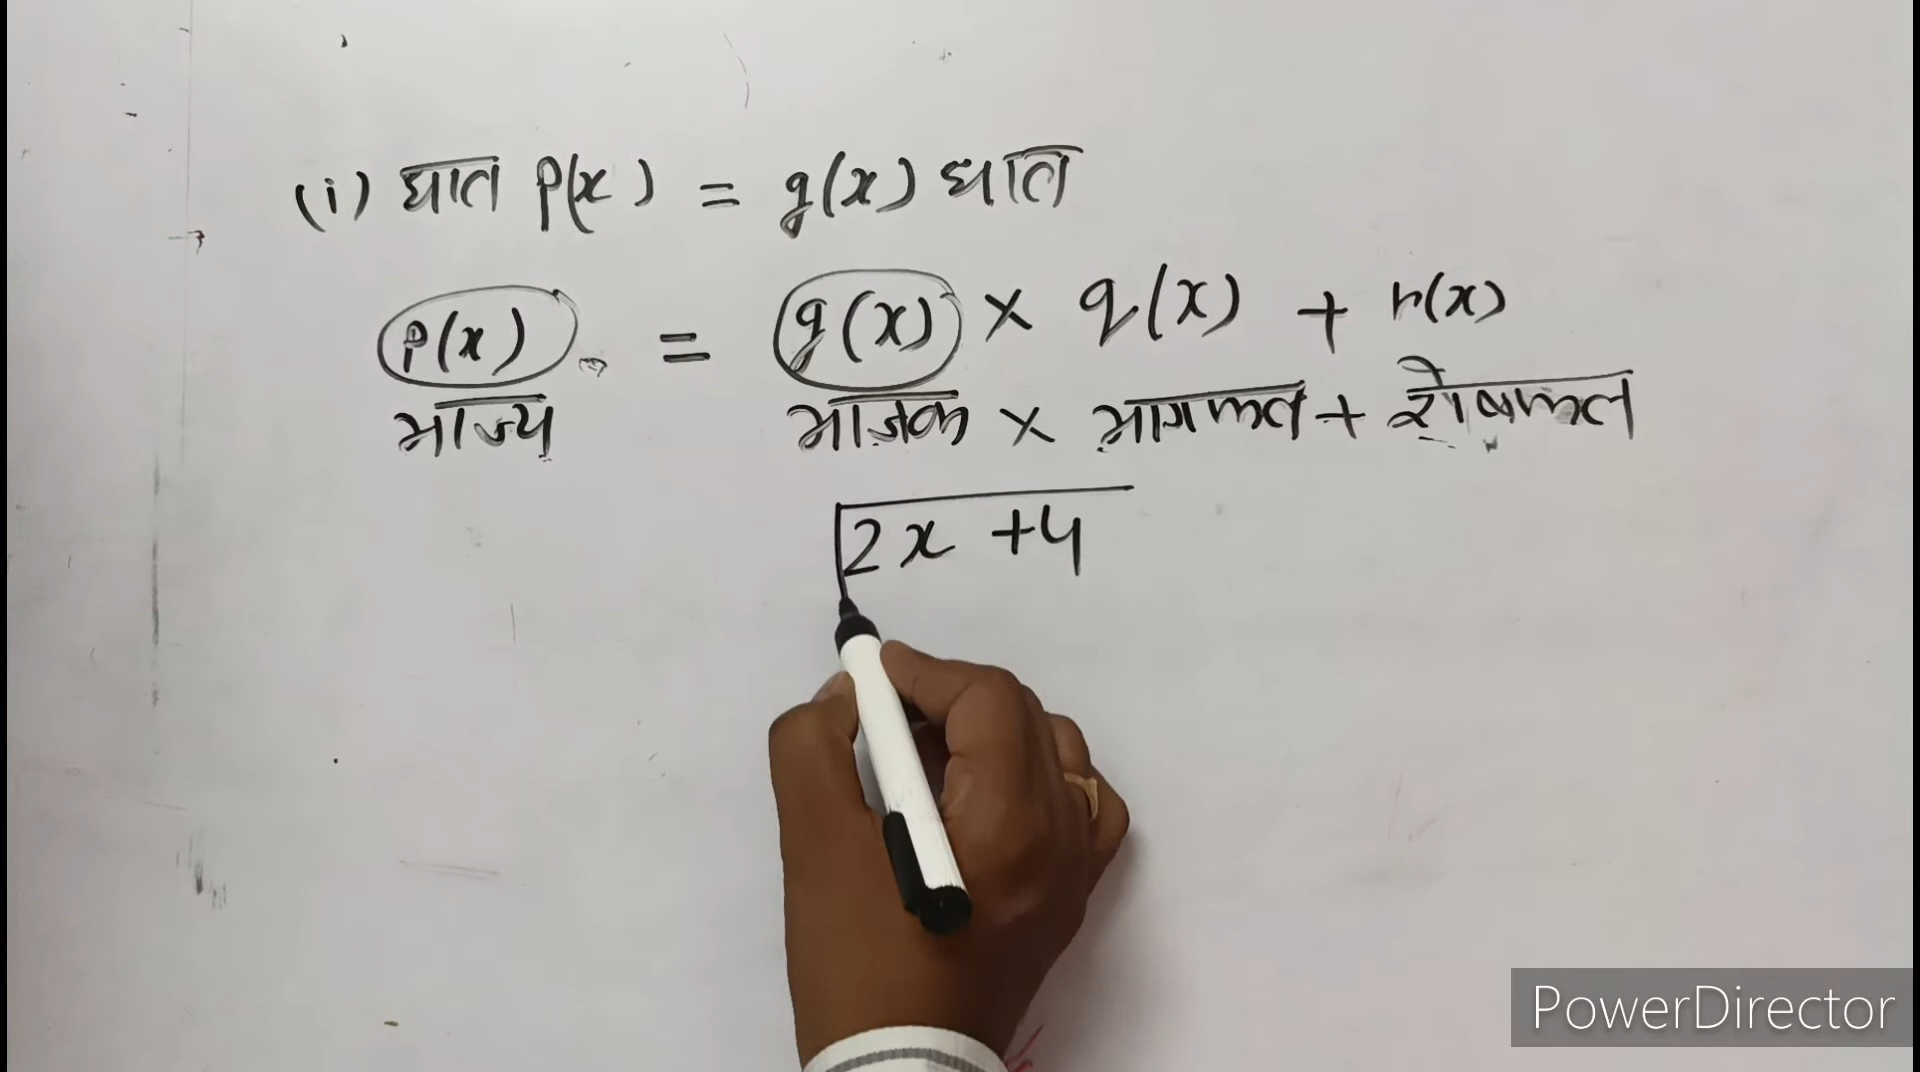 (i) घात p(x) = g(x) घात
p(x) = g(x) × q(x) + r(x)
भाज्य भाजक × भागफल + शेषफल
2x +4
PowerDirector